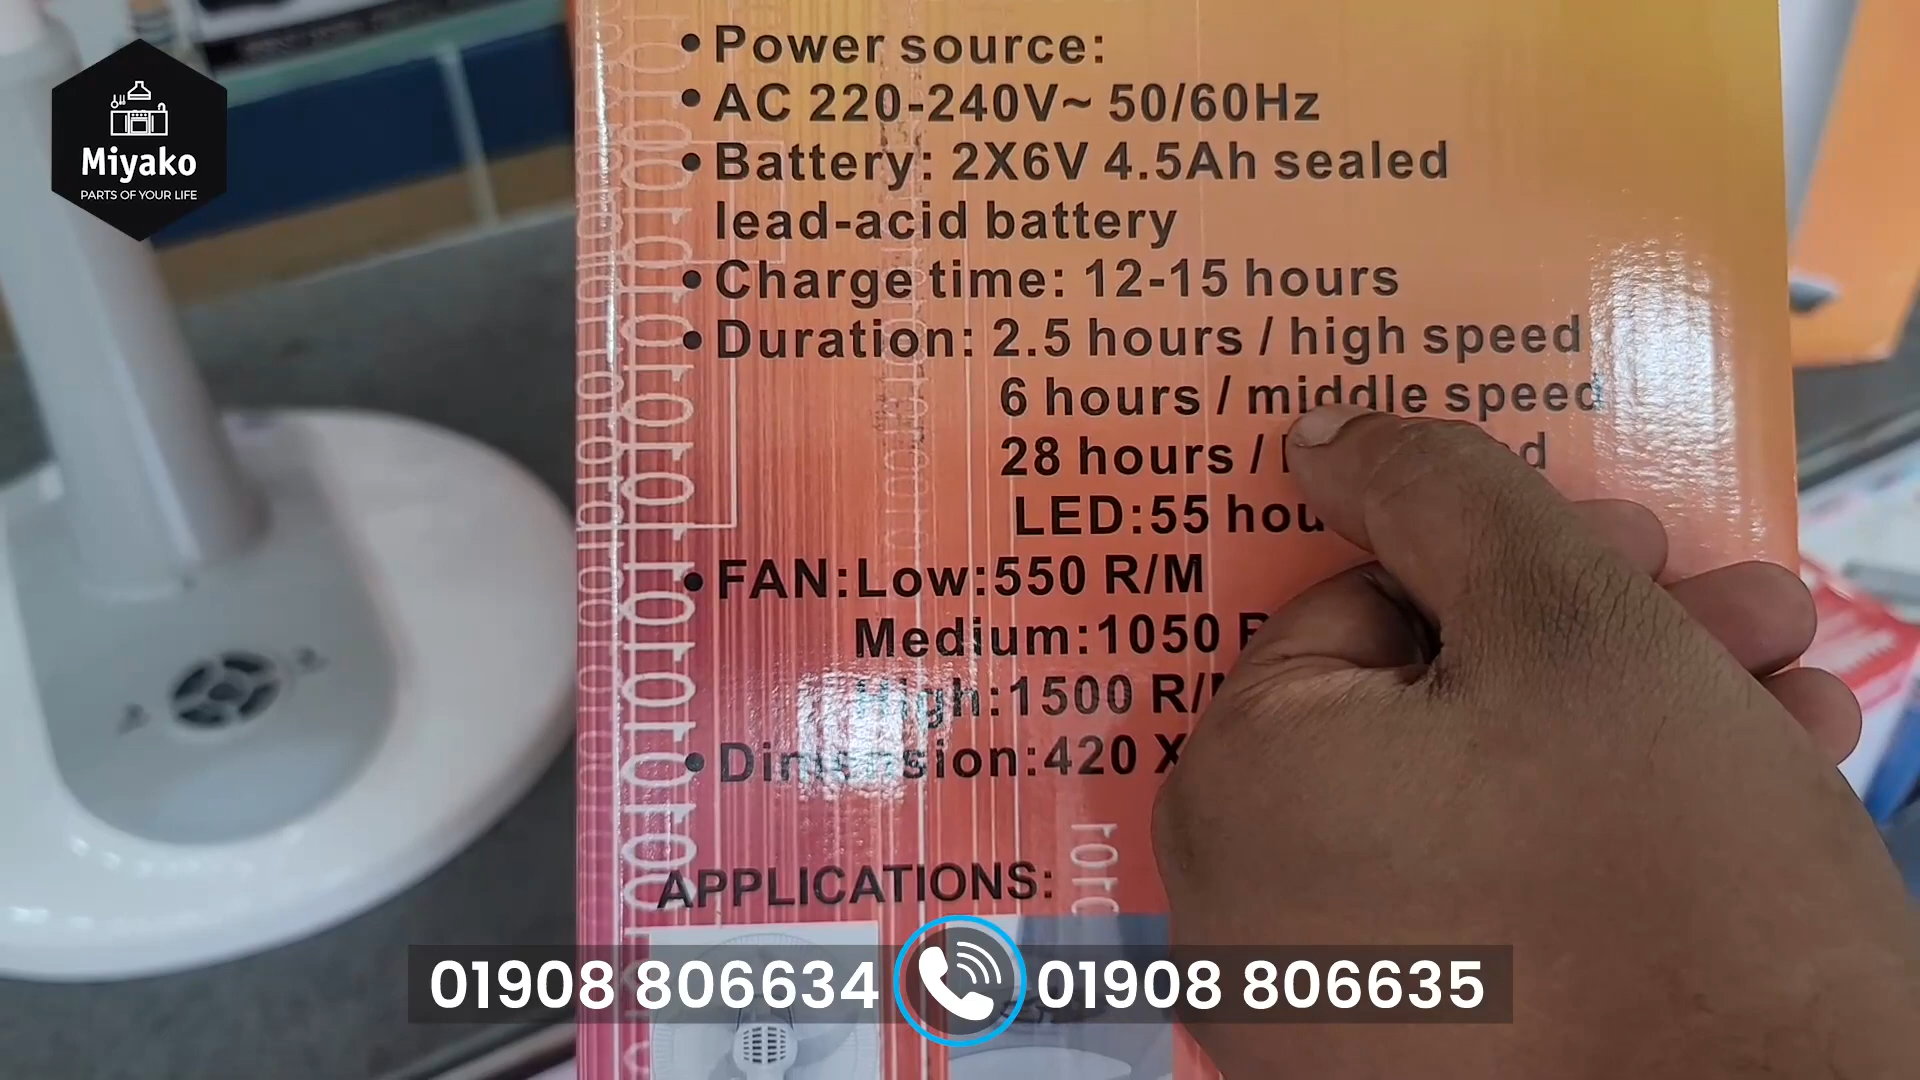 Miyako
PARTS OF YOUR LIFE
• Power source:
• AC 220-240V~ 50/60Hz
• Battery: 2X6V 4.5Ah sealed
lead-acid battery
• Charge time: 12-15 hours
• Duration: 2.5 hours / high speed
6 hours / middle speed
28 hours /
LED:55
• FAN:Low:550 R/M
Medium:1050
High:1500
• Dimension:420 X
APPLICATIONS:
01908 806634 01908 806635